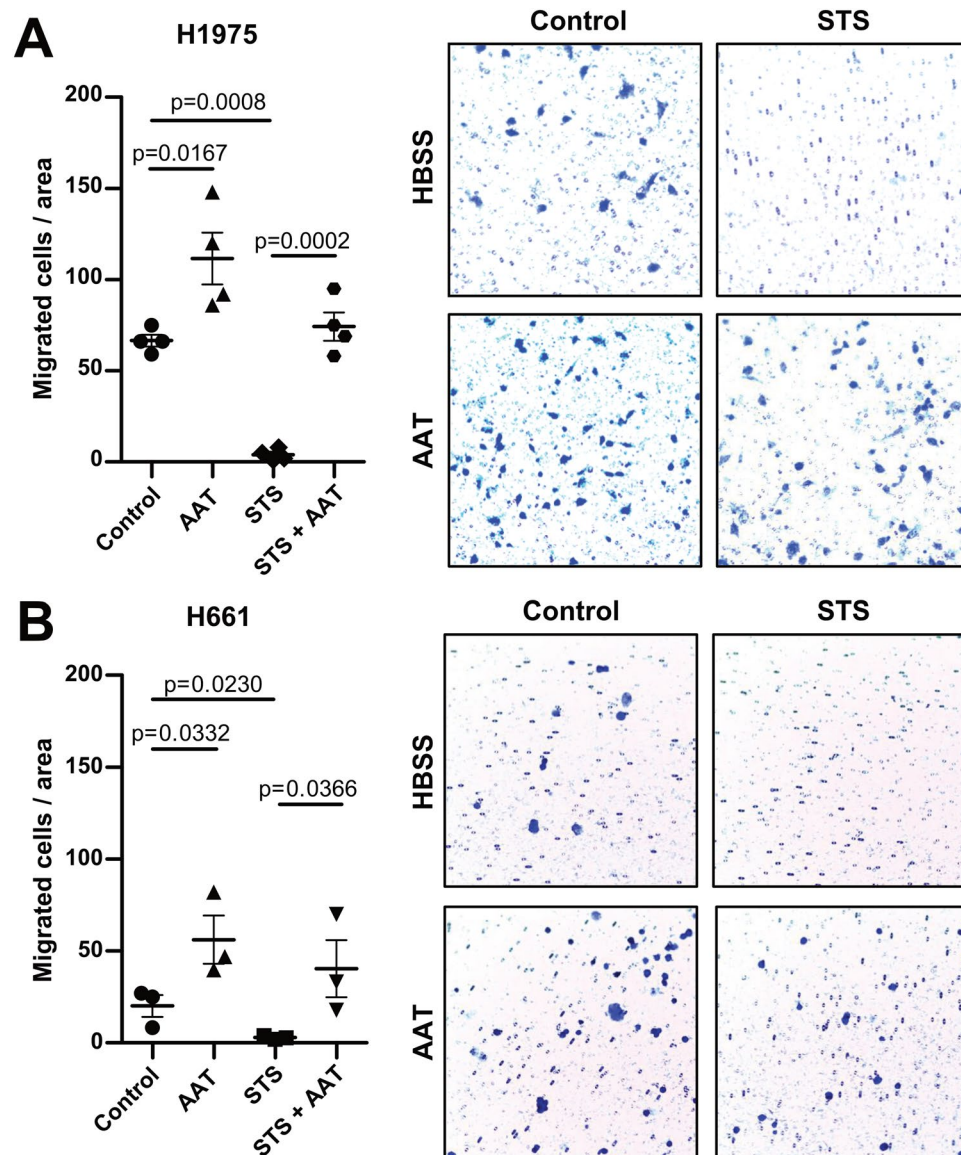 A
H1975
Control
STS
200
150
100
50
0
Migrated cells / area
p=0.0008
p=0.0167
p=0.0002
Control
AAT
STS
STS + AAT
HBSS
AAT
B
H661
Control
STS
200
150
100
50
0
Migrated cells / area
p=0.0230
p=0.0332
p=0.0366
Control
AAT
STS
STS + AAT
HBSS
AAT